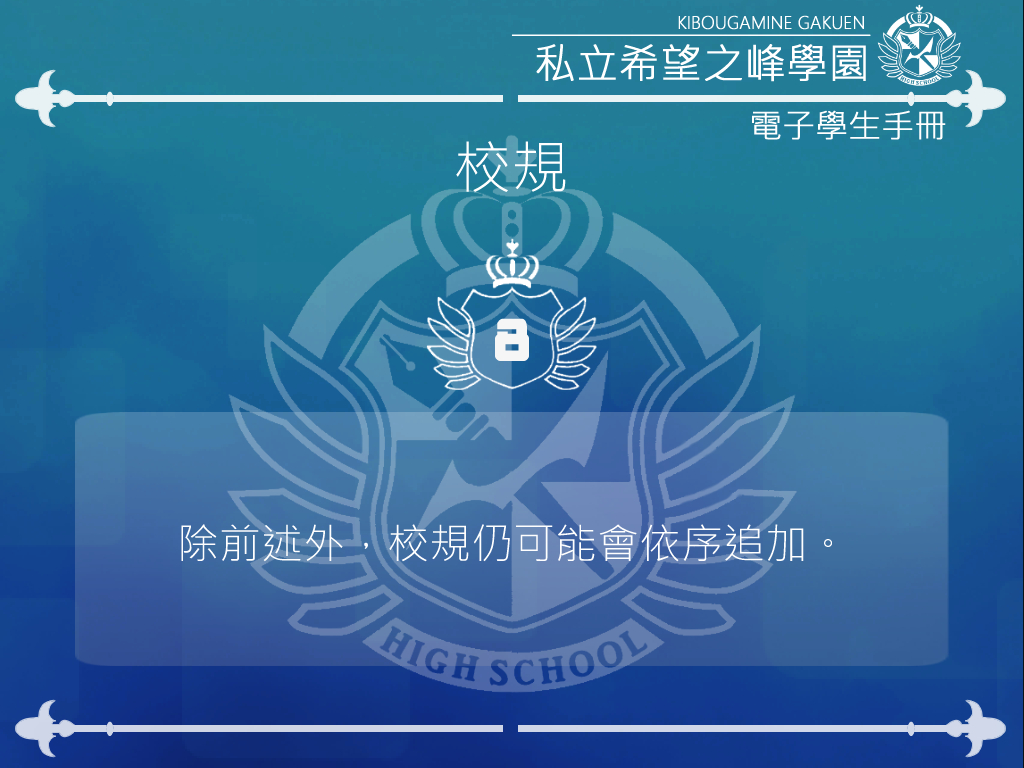 KIBOUGAMINE GAKUEN
私立希望之峰學園
HIGH SCHOOL
電子學生手冊
校規
8
除前述外，校規仍可能會依序追加。
HIGH SCHOOL